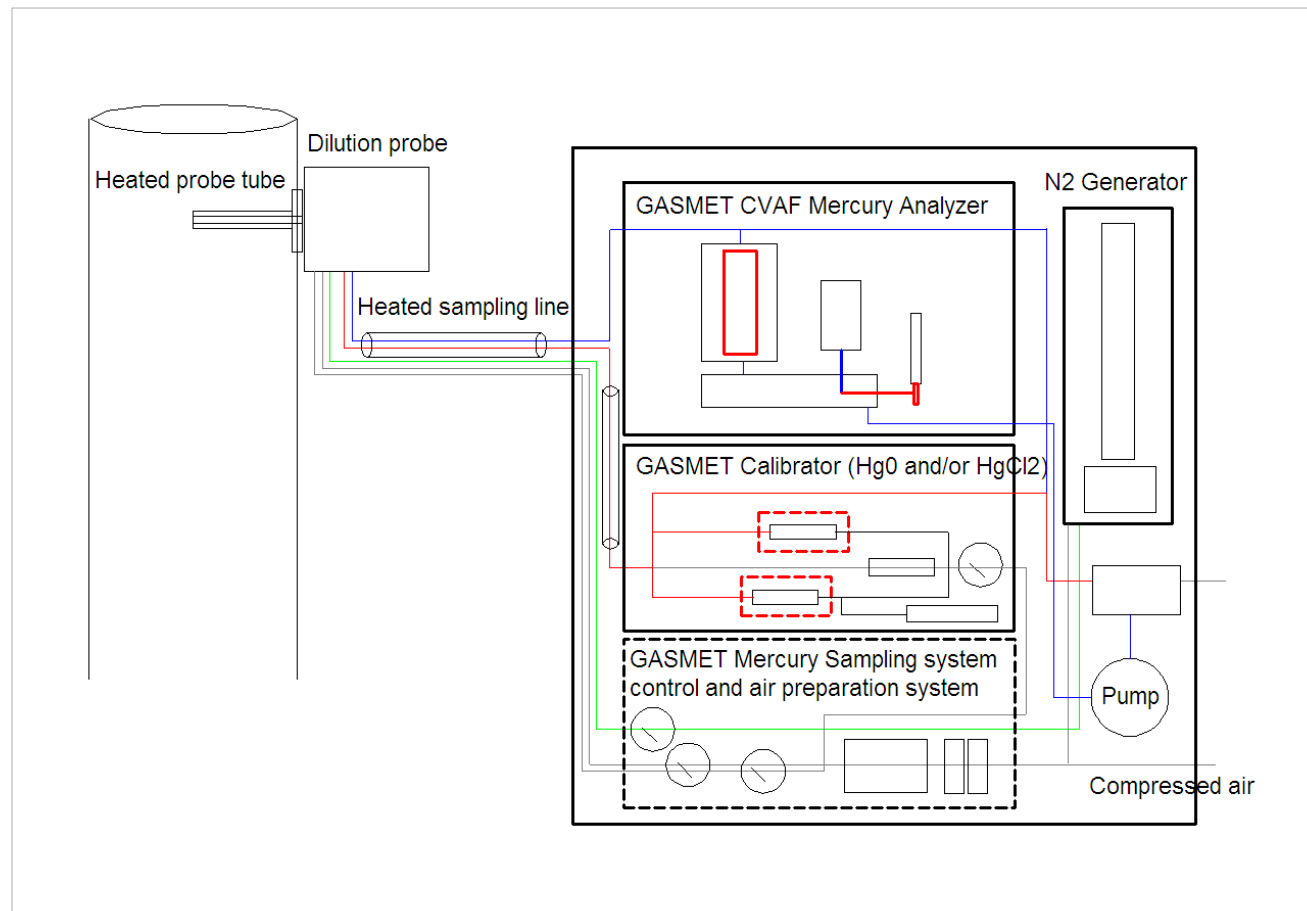 Dilution probe
Heated probe tube
N2 Generator
GASMET CVAF Mercury Analyzer
Heated sampling line
GASMET Calibrator (Hg0 and/or HgCl2)
GASMET Mercury Sampling system
control and air preparation system
Pump
Compressed air